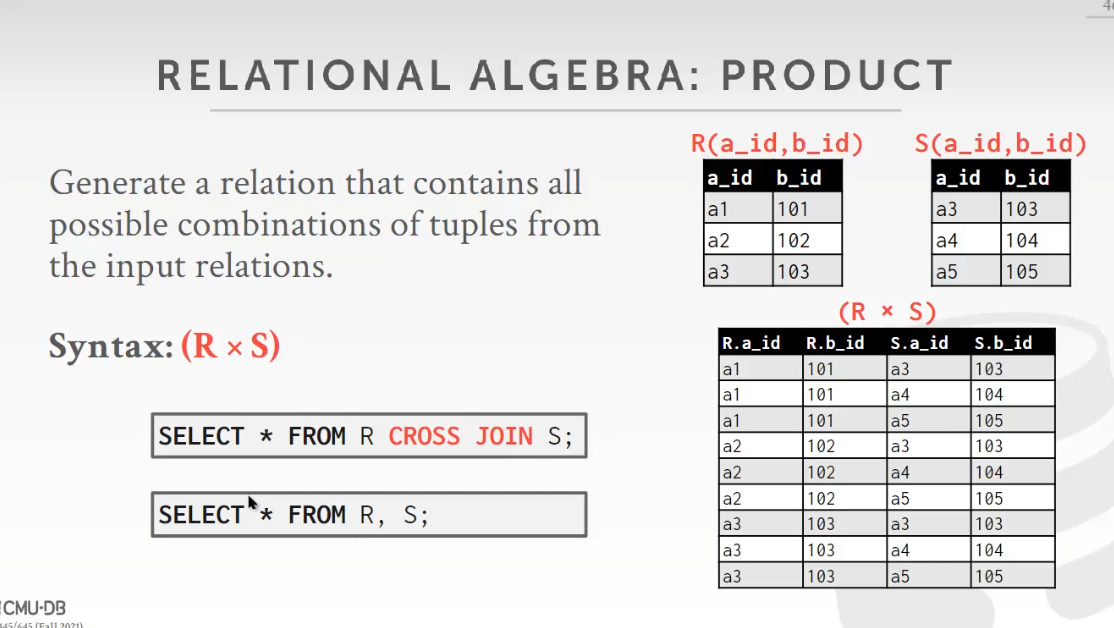 RELATIONAL ALGEBRA: PRODUCT
Generate a relation that contains all
possible combinations of tuples from
the input relations.
Syntax: (R × S)
SELECT * FROM R CROSS JOIN S;
SELECT * FROM R, S;
R(a_id,b_id)
a_id b_id
a1 101
a2 102
a3 103
S(a_id,b_id)
a_id b_id
a3 103
a4 104
a5 105
(R × S)
R.a_id R.b_id S.a_id S.b_id
a1 101 a3 103
a1 101 a4 104
a1 101 a5 105
a2 102 a3 103
a2 102 a4 104
a2 102 a5 105
a3 103 a3 103
a3 103 a4 104
a3 103 a5 105
CMU·DB
445/645 (Fall 2021)